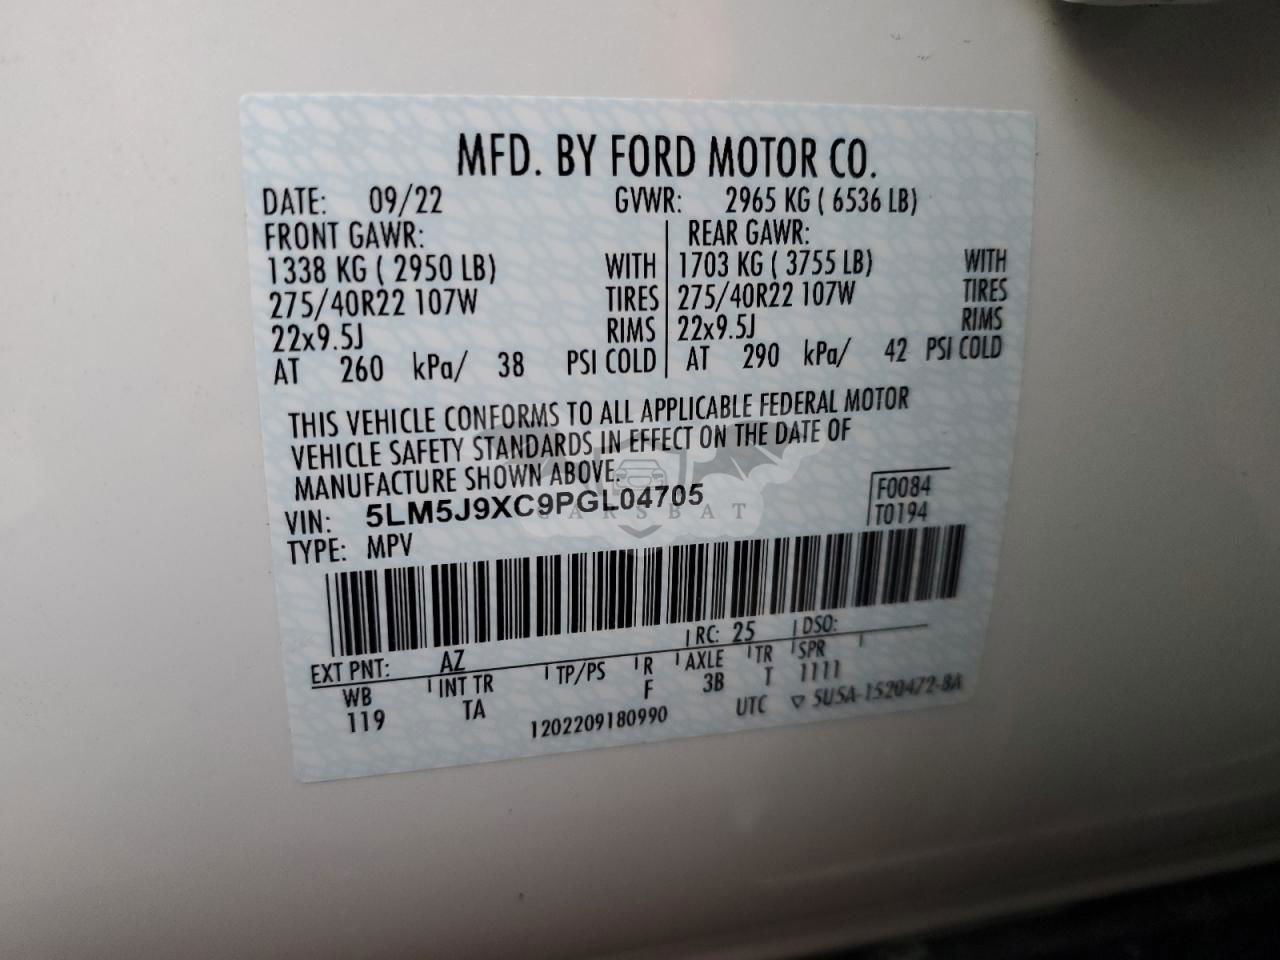 MFD. BY FORD MOTOR CO.
DATE: 09/22 GVWR: 2965 KG ( 6536 LB)
FRONT GAWR: REAR GAWR:
1338 KG ( 2950 LB) WITH 1703 KG ( 3755 LB) WITH
275/40R22 107W TIRES 275/40R22 107W TIRES
22x9.5J RIMS 22x9.5J RIMS
AT 260 kPa/ 38 PSI COLD AT 290 kPa/ 42 PSI COLD
THIS VEHICLE CONFORMS TO ALL APPLICABLE FEDERAL MOTOR
VEHICLE SAFETY STANDARDS IN EFFECT ON THE DATE OF
MANUFACTURE SHOWN ABOVE.
VIN: 5LM5J9XC9PGL04705 F0084
CARSBAT
TYPE: MPV T0194
EXT PNT: AZ RC: 25 DSO:
WB INT TR TP/PS R AXLE TR SPR
119 TA F 3B T 1111
1202209180990 UTC ▽ 5U5A-1520472-BA